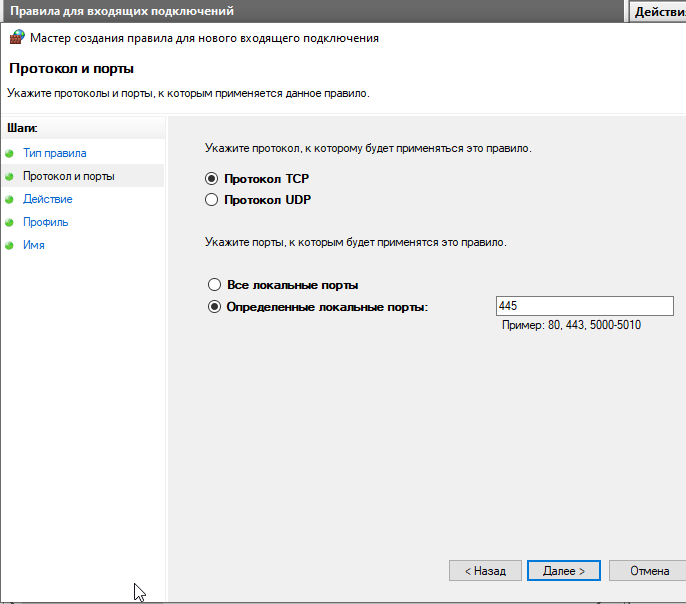 Правила для входящих подключений
Действи
Мастер создания правила для нового входящего подключения
Протокол и порты
Укажите протоколы и порты, к которым применяется данное правило.
Шаги:
Тип правила
Протокол и порты
Действие
Профиль
Имя
Укажите протокол, к которому будет применяться это правило.
Протокол TCP
Протокол UDP
Укажите порты, к которым будет применятся это правило.
Все локальные порты
Определенные локальные порты:
445
Пример: 80, 443, 5000-5010
< Назад
Далее >
Отмена